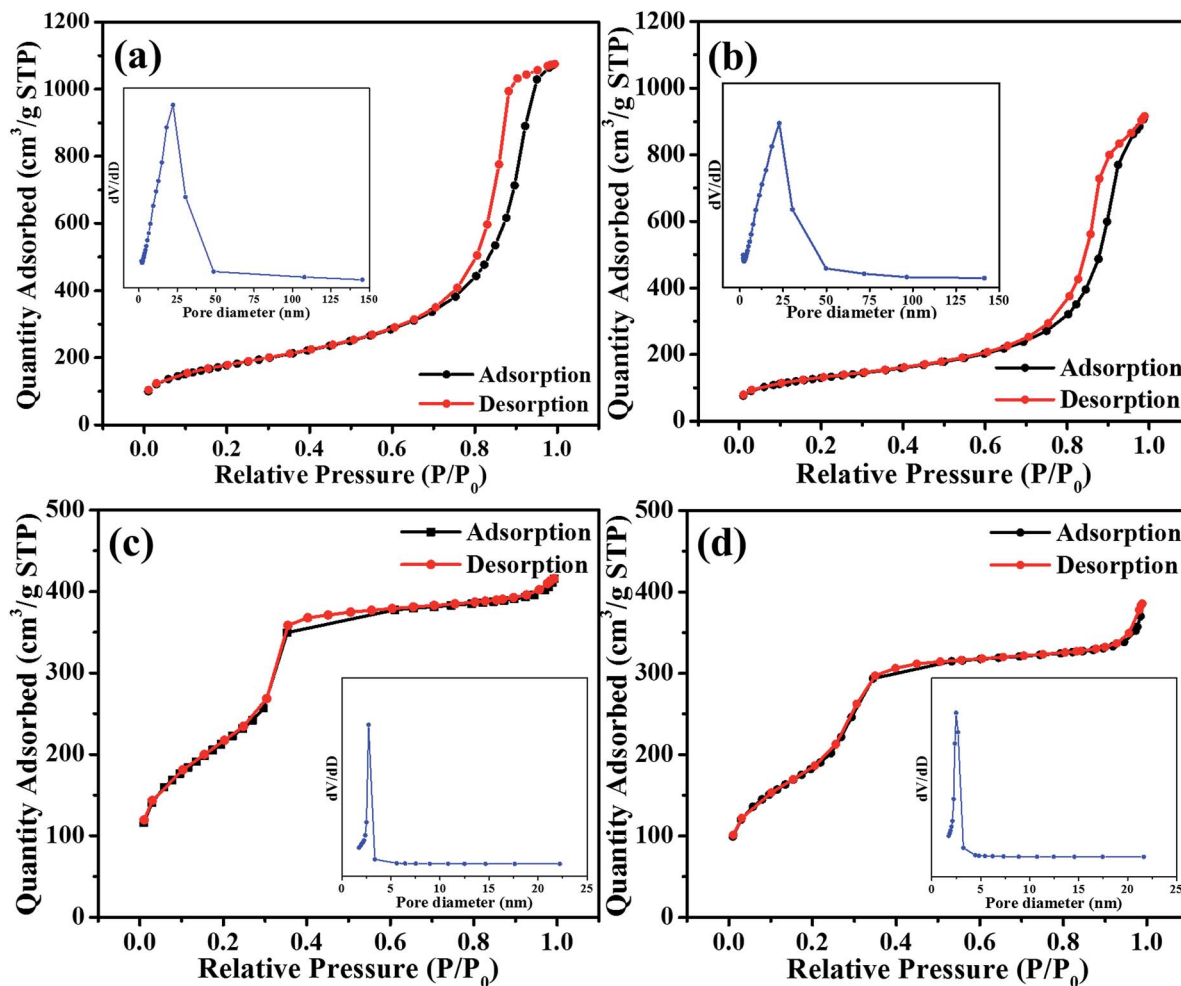 (a)
1200
1000
800
600
400
200
0
Quantity Adsorbed (cm³/g STP)
dV/dD
0 25 50 75 100 125 150
Pore diameter (nm)
Adsorption
Desorption
0.0 0.2 0.4 0.6 0.8 1.0
Relative Pressure (P/P₀)
(b)
1200
1000
800
600
400
200
0
Quantity Adsorbed (cm³/g STP)
dV/dD
0 25 50 75 100 125 150
Pore diameter (nm)
Adsorption
Desorption
0.0 0.2 0.4 0.6 0.8 1.0
Relative Pressure (P/P₀)
(c)
500
400
300
200
100
0
Quantity Adsorbed (cm³/g STP)
Adsorption
Desorption
dV/dD
0 5 10 15 20 25
Pore diameter (nm)
0.0 0.2 0.4 0.6 0.8 1.0
Relative Pressure (P/P₀)
(d)
500
400
300
200
100
0
Quantity Adsorbed (cm³/g STP)
Adsorption
Desorption
dV/dD
0 5 10 15 20 25
Pore diameter (nm)
0.0 0.2 0.4 0.6 0.8 1.0
Relative Pressure (P/P₀)